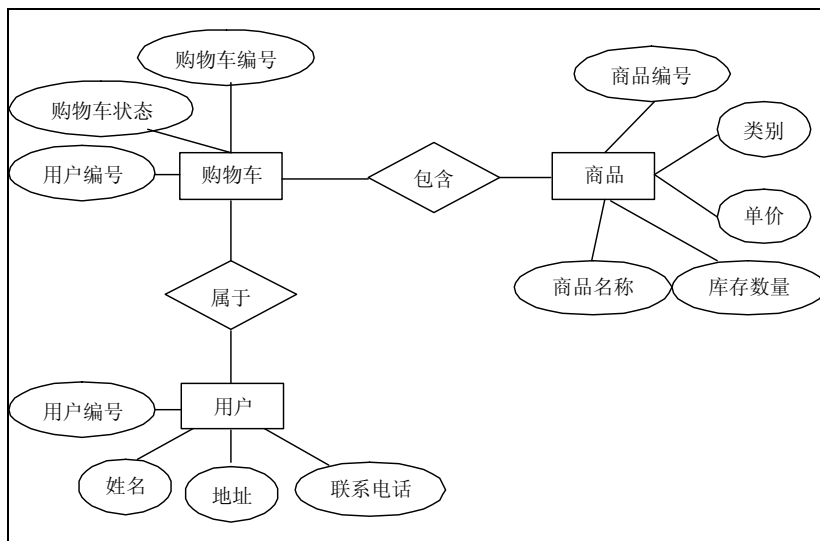 购物车编号
商品编号
购物车状态
类别
用户编号
购物车
包含
商品
单价
商品名称
库存数量
属于
用户编号
用户
姓名
地址
联系电话